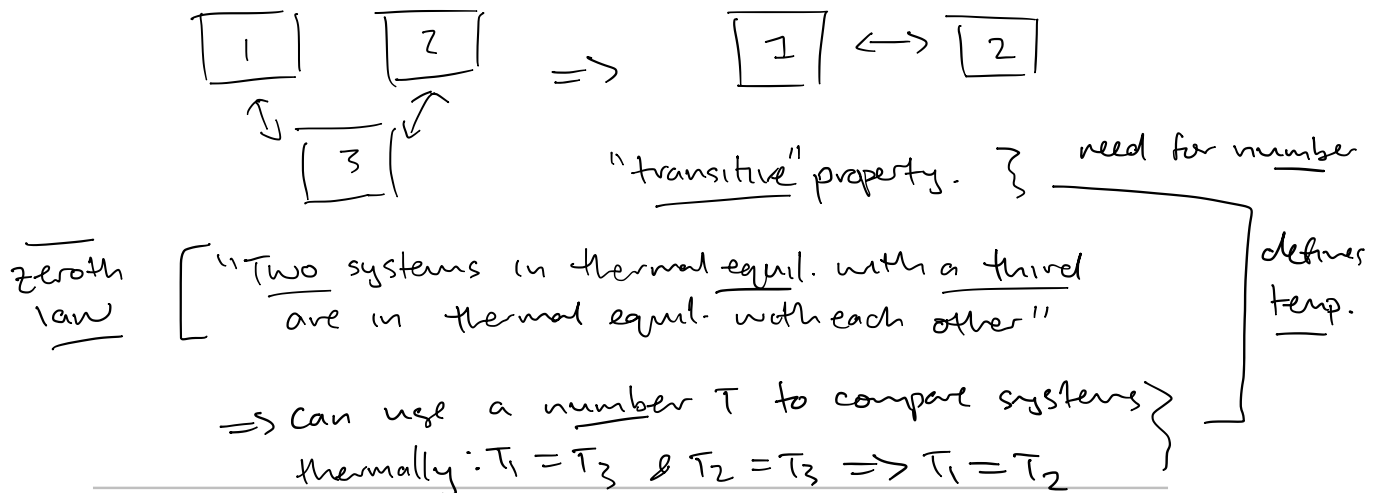 1 2 => 1 <-> 2
3
"transitive" property. } need for number
zeroth law
"Two systems in thermal equil. with a third
are in thermal equil. with each other"
defines
temp.
=> can use a number T to compare systems
thermally: T₁ = T₃ & T₂ = T₃ => T₁ = T₂